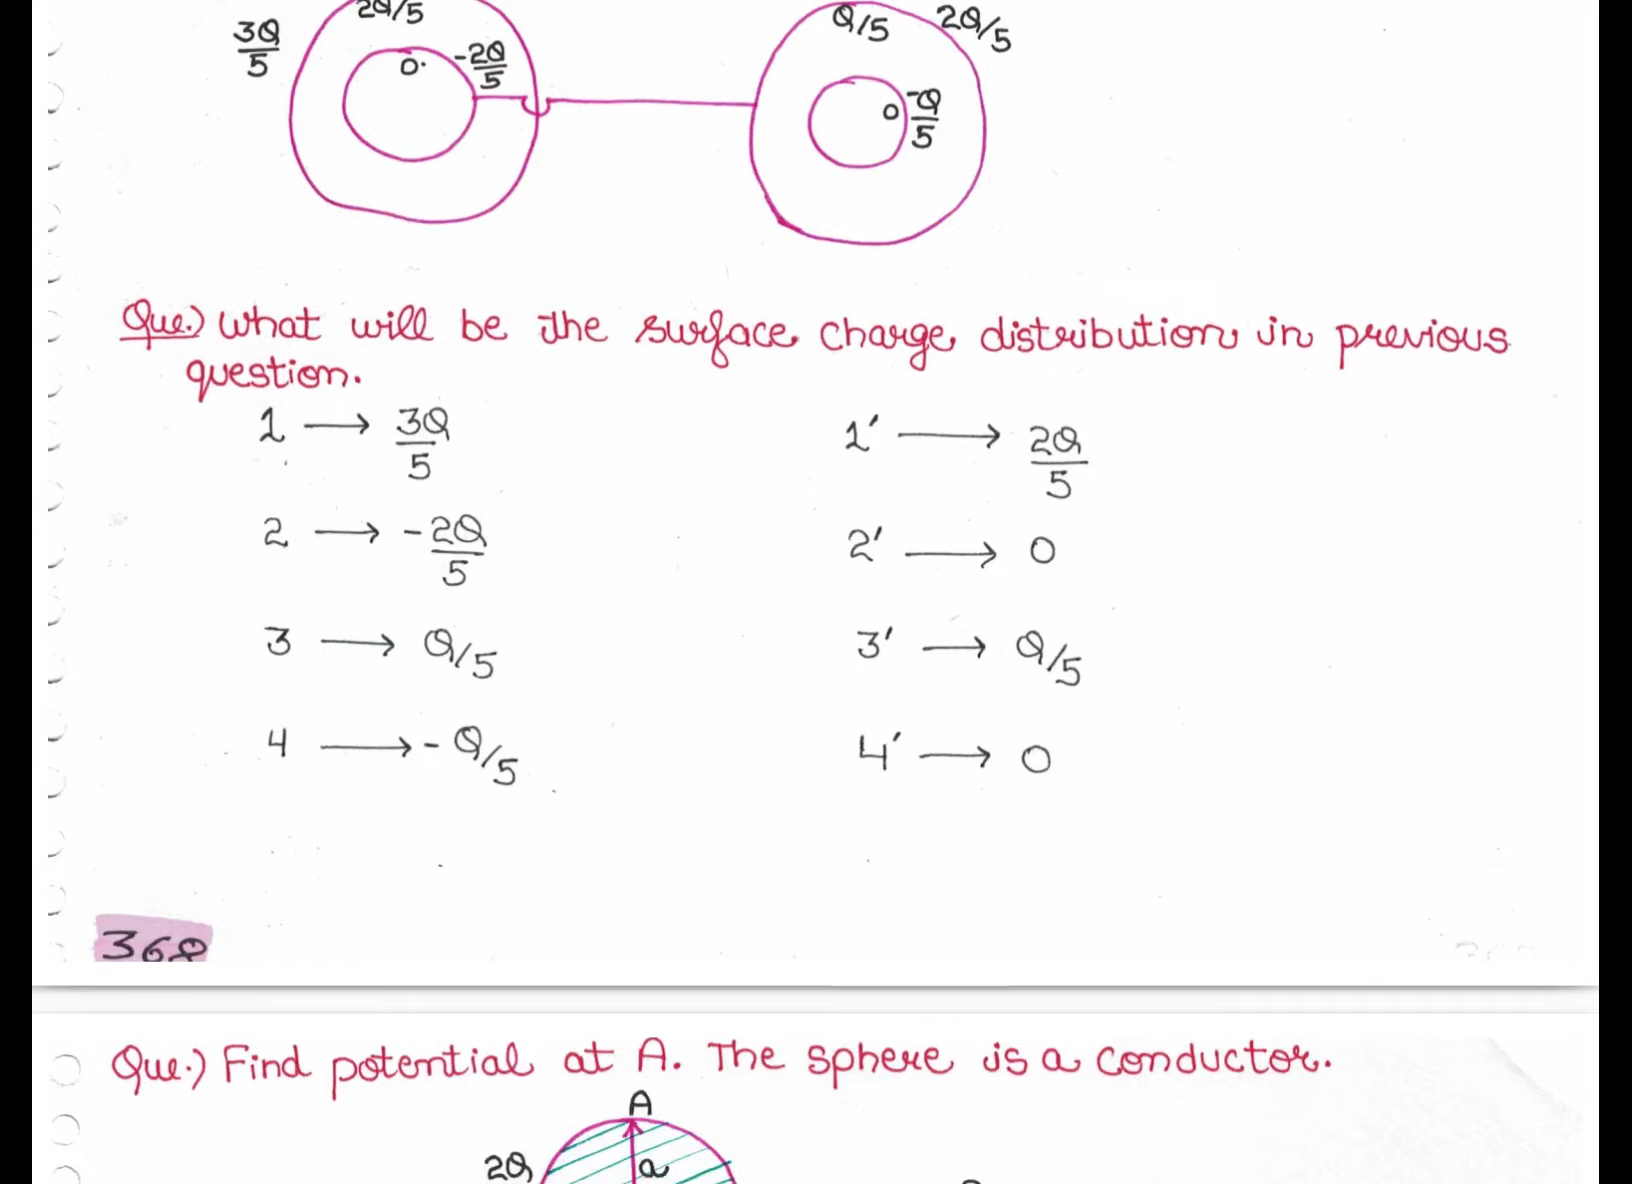 3Q/5 2Q/5 0 -2Q/5 Q/5 2Q/5 0 -Q/5
Que.) What will be the surface charge distribution in previous
question.
1 → 3Q/5 1' → 2Q/5
2 → -2Q/5 2' → 0
3 → Q/5 3' → Q/5
4 → -Q/5 4' → 0
368
Que.) Find potential at A. The sphere is a conductor.
A
2Q a